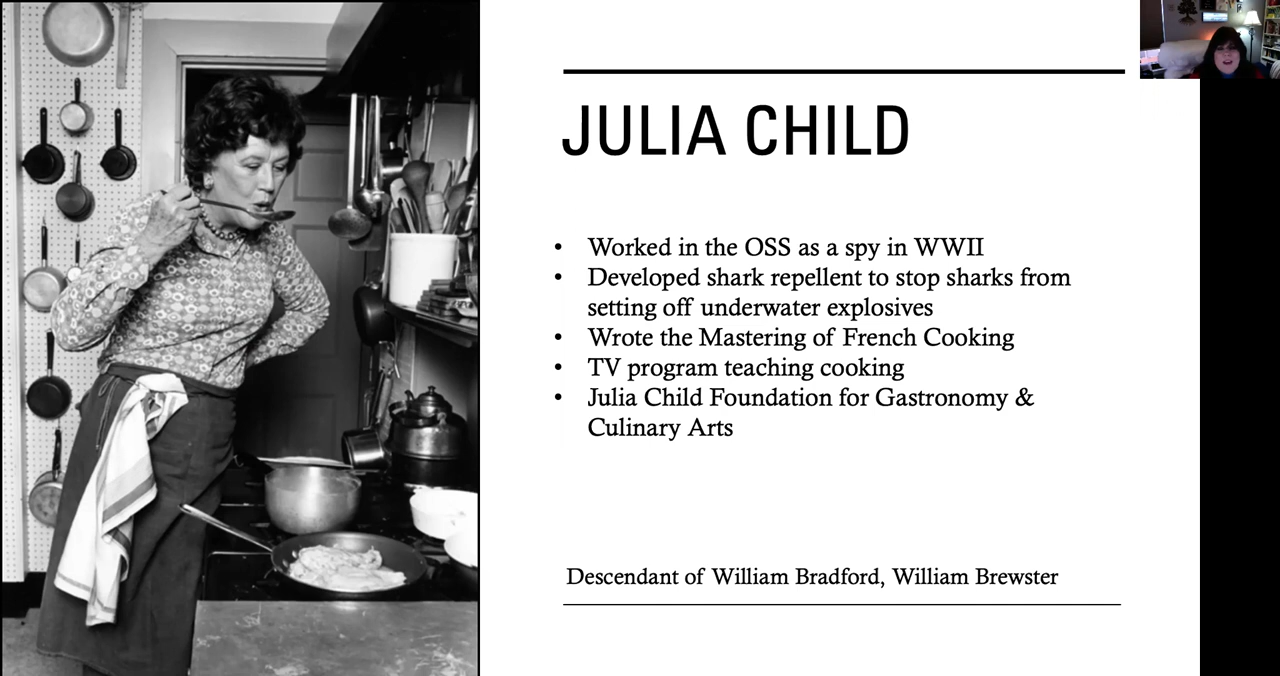 JULIA CHILD
• Worked in the OSS as a spy in WWII
• Developed shark repellent to stop sharks from
setting off underwater explosives
• Wrote the Mastering of French Cooking
• TV program teaching cooking
• Julia Child Foundation for Gastronomy &
Culinary Arts
Descendant of William Bradford, William Brewster